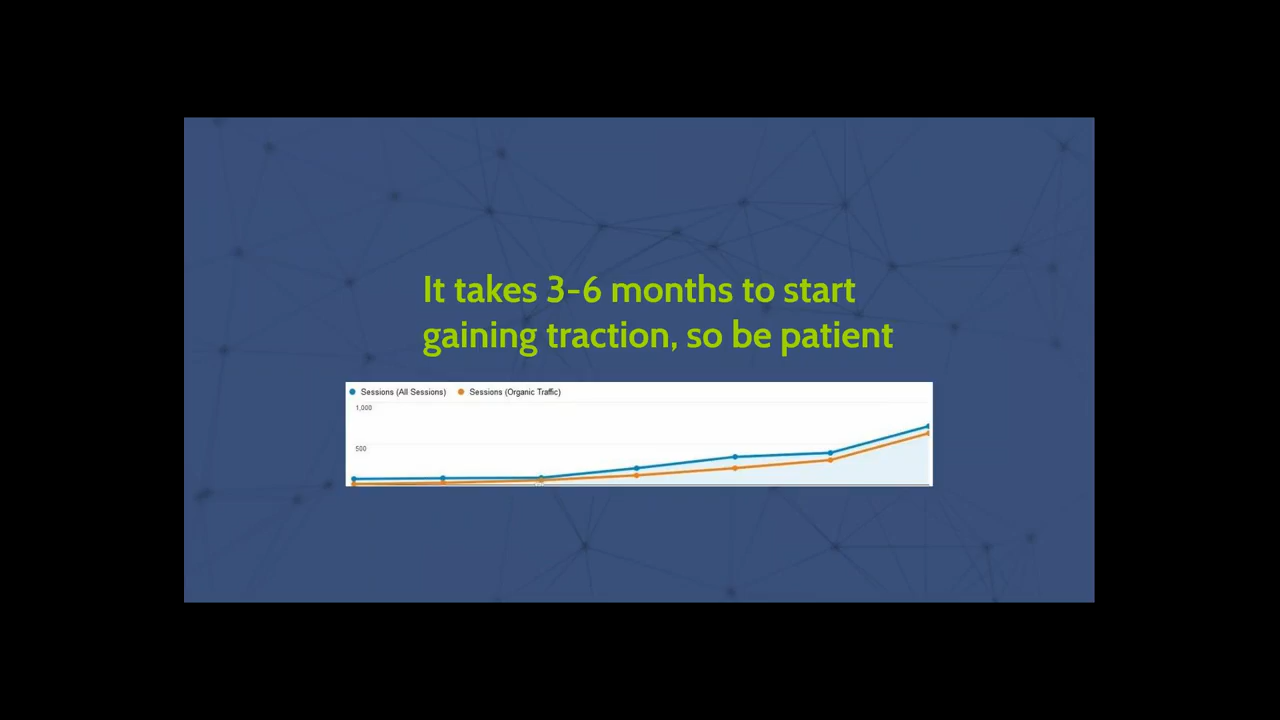 It takes 3-6 months to start
gaining traction, so be patient
Sessions (All Sessions) Sessions (Organic Traffic)
1,000
500